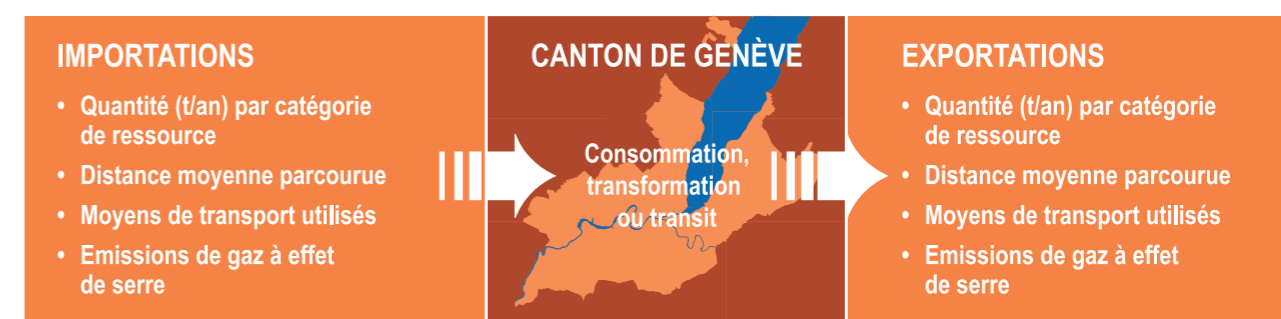 IMPORTATIONS
• Quantité (t/an) par catégorie
de ressource
• Distance moyenne parcourue
• Moyens de transport utilisés
• Emissions de gaz à effet
de serre
CANTON DE GENÈVE
Consommation,
transformation
ou transit
EXPORTATIONS
• Quantité (t/an) par catégorie
de ressource
• Distance moyenne parcourue
• Moyens de transport utilisés
• Emissions de gaz à effet
de serre